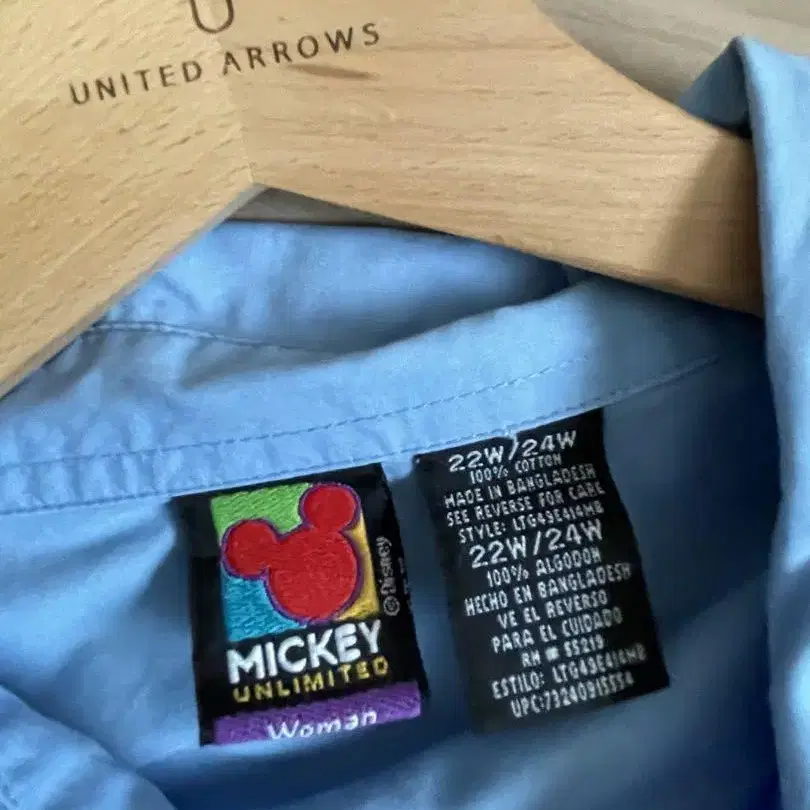 U
UNITED ARROWS
22W/24W
100% COTTON
MADE IN BANGLADESH
SEE REVERSE FOR CARE
STYLE: LTG43E414MB
22W/24W
100% ALGODON
HECHO EN BANGLADESH
VE EL REVERSO
PARA EL CUIDADO
RN # 55219
ESTILO: LTG43E414MB
UPC:73240915554
©Disney
MICKEY
UNLIMITED
Woman